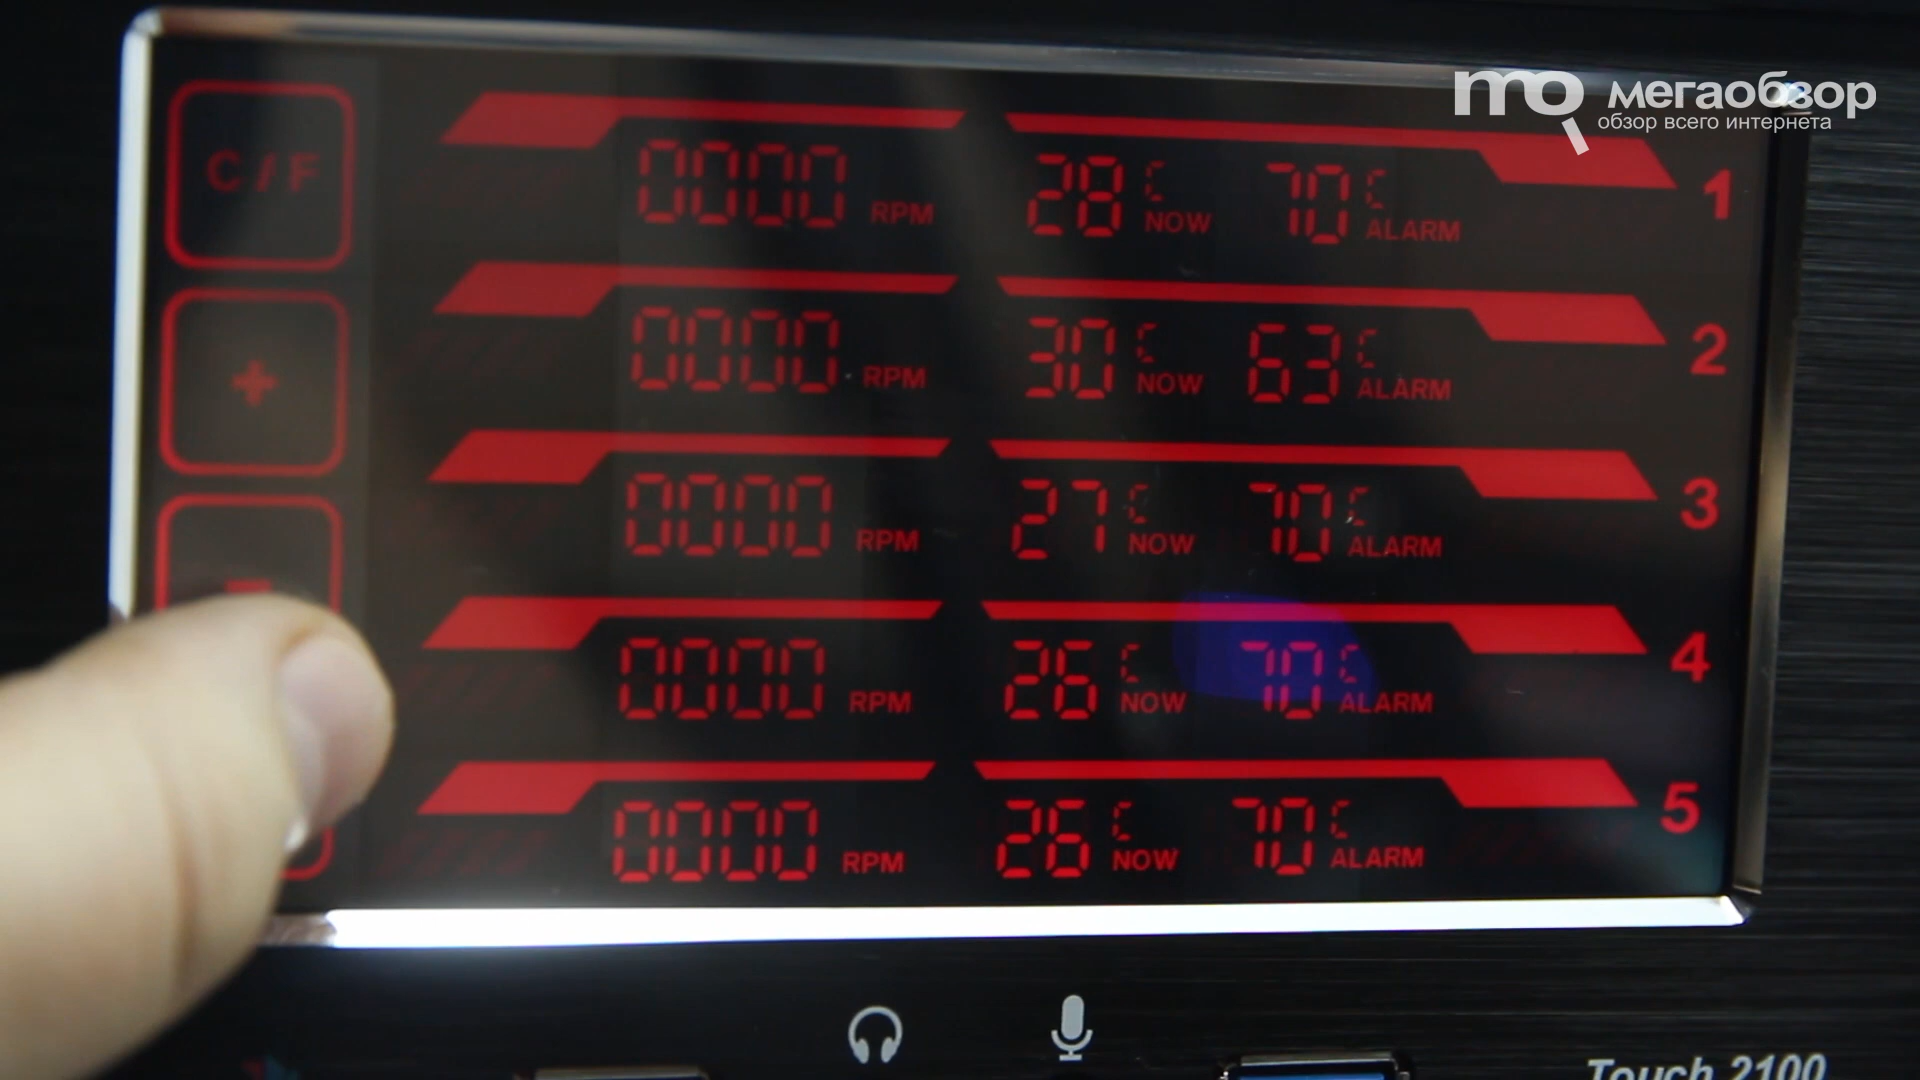 мегаобзор
обзор всего интернета
C / F
0000 RPM 28 C NOW 70 C ALARM 1
+
0000 RPM 30 C NOW 63 C ALARM 2
0000 RPM 27 C NOW 70 C ALARM 3
-
0000 RPM 26 C NOW 70 C ALARM 4
0000 RPM 26 C NOW 70 C ALARM 5
Touch 2100